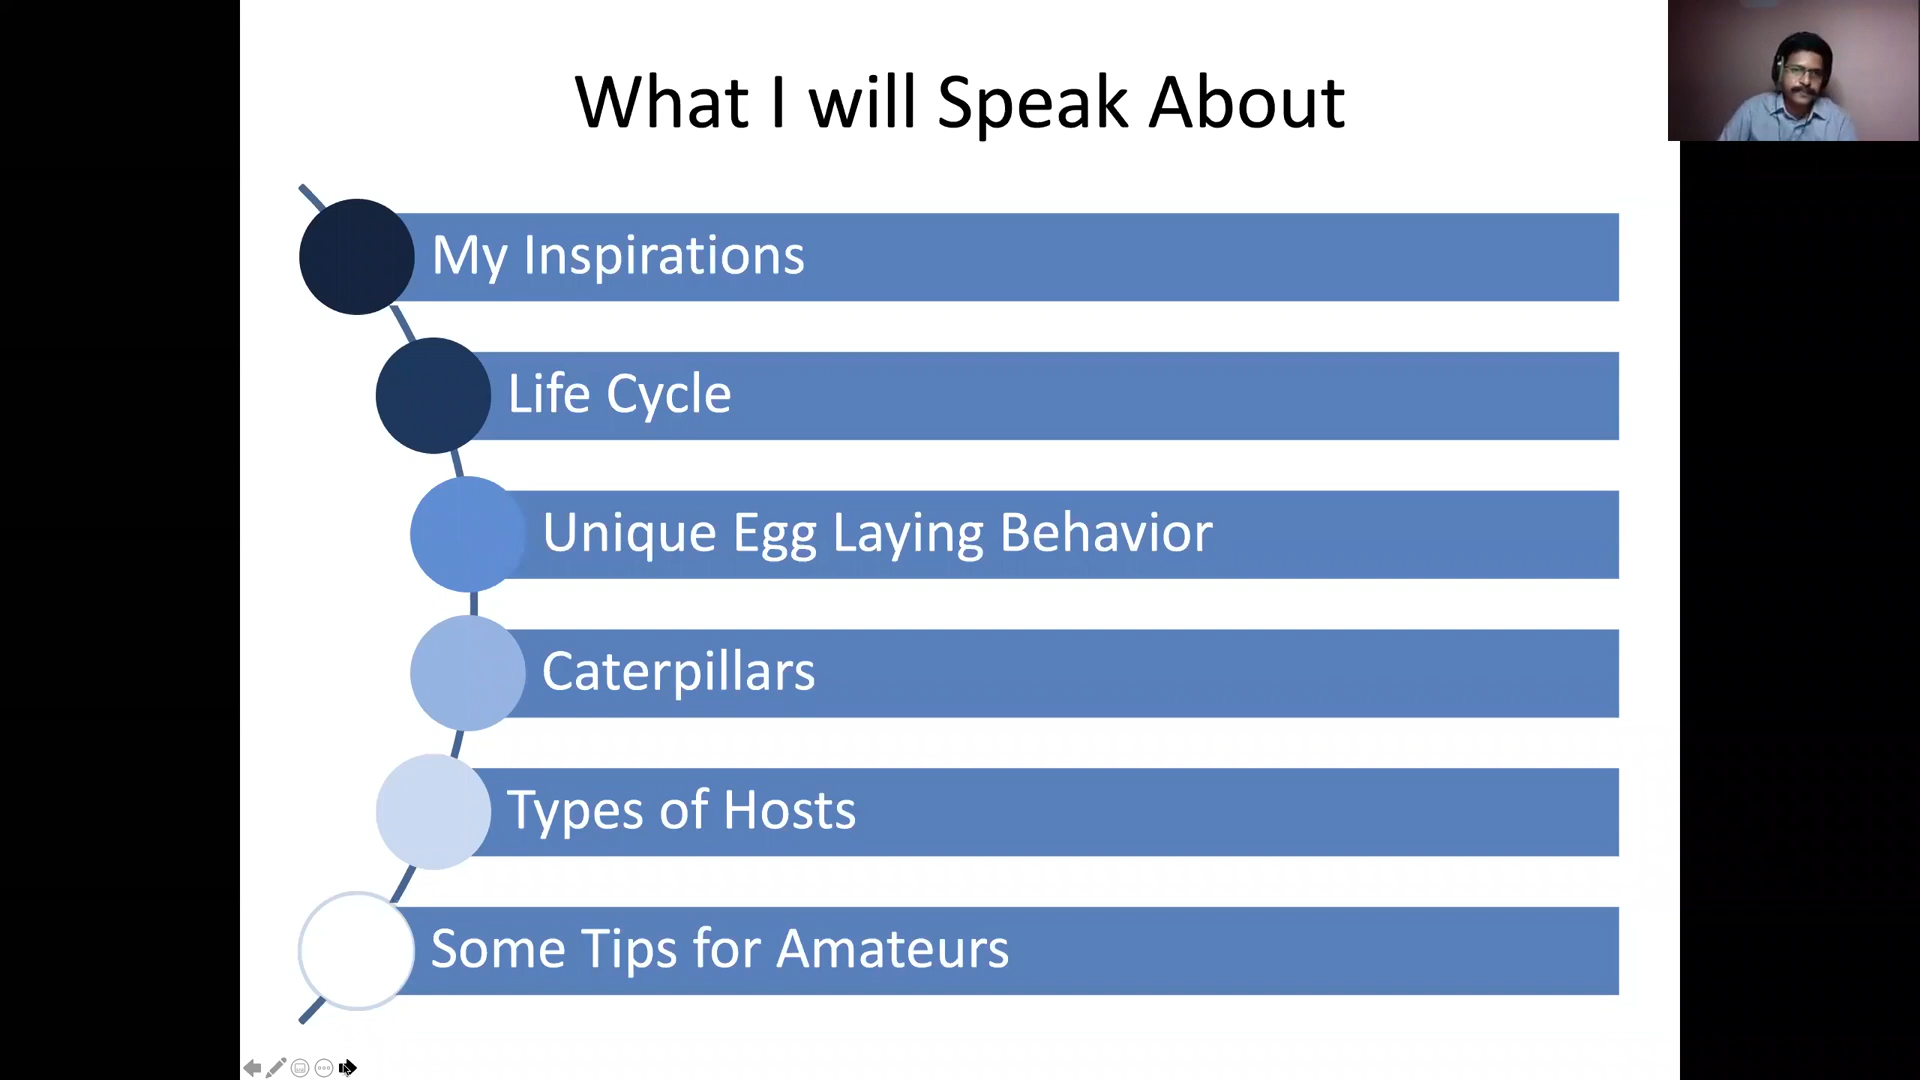 What I will Speak About
My Inspirations
Life Cycle
Unique Egg Laying Behavior
Caterpillars
Types of Hosts
Some Tips for Amateurs